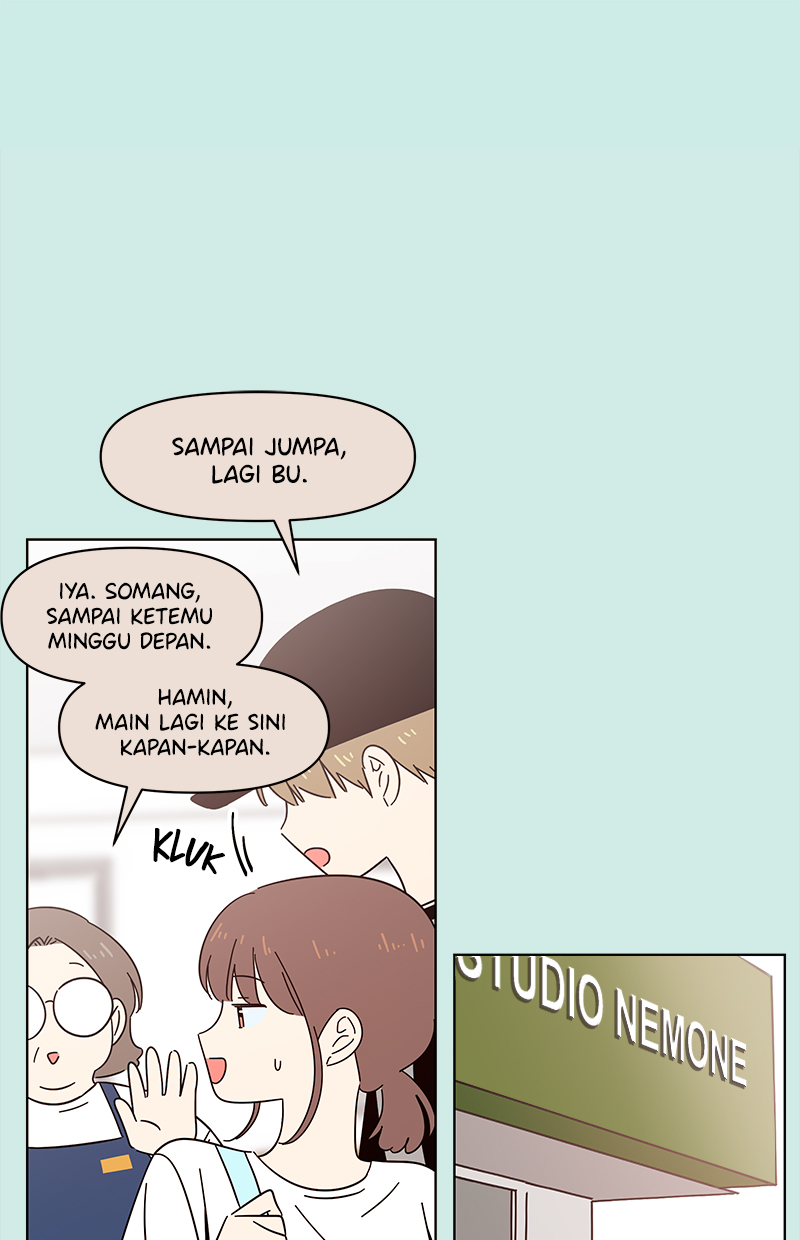 SAMPAI JUMPA,
LAGI BU.
IYA. SOMANG,
SAMPAI KETEMU
MINGGU DEPAN.
HAMIN,
MAIN LAGI KE SINI
KAPAN-KAPAN.
KLUK
STUDIO NEMONE